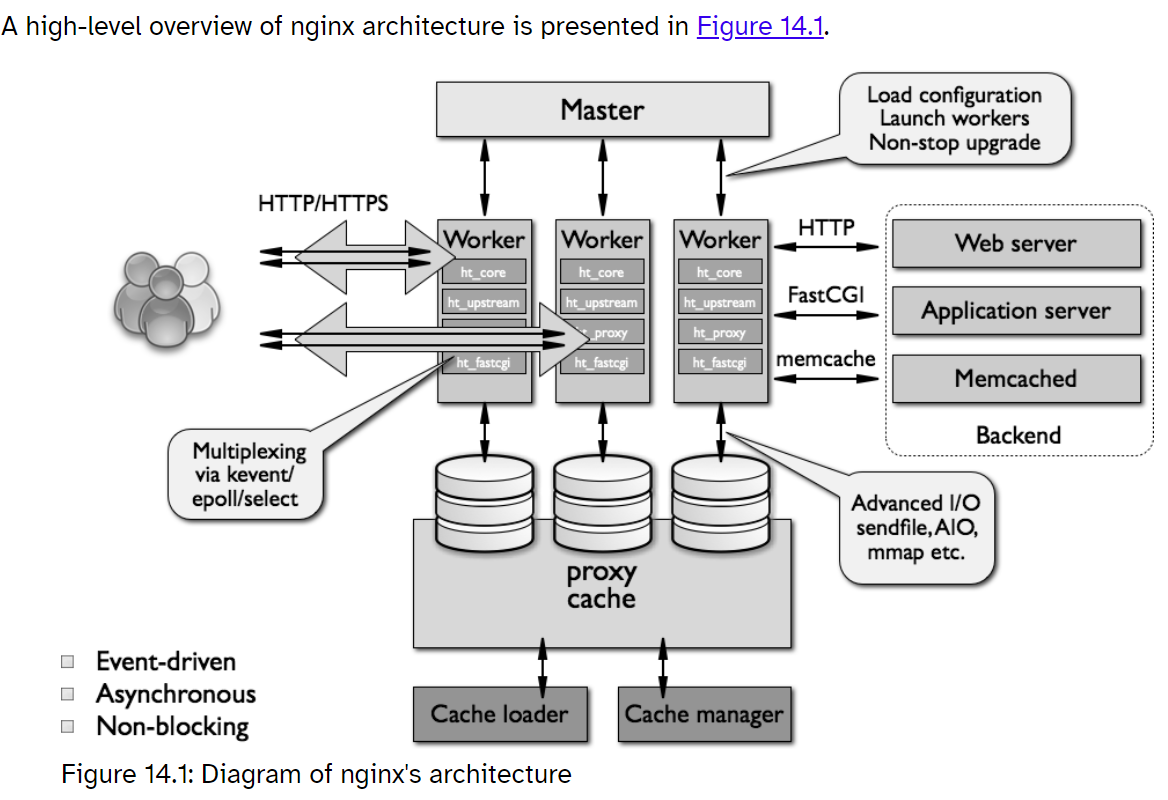 A high-level overview of nginx architecture is presented in Figure 14.1.
Master
Load configuration
Launch workers
Non-stop upgrade
HTTP/HTTPS
Worker
ht_core
ht_upstream
ht_fastcgi
Worker
ht_core
ht_upstream
ht_fastcgi
Worker
ht_core
ht_upstream
ht_proxy
ht_fastcgi
HTTP
FastCGI
memcache
Web server
Application server
Memcached
Backend
Multiplexing
via kevent/
epoll/select
Advanced I/O
sendfile, AIO,
mmap etc.
proxy
cache
Cache loader
Cache manager
Event-driven
Asynchronous
Non-blocking
Figure 14.1: Diagram of nginx's architecture